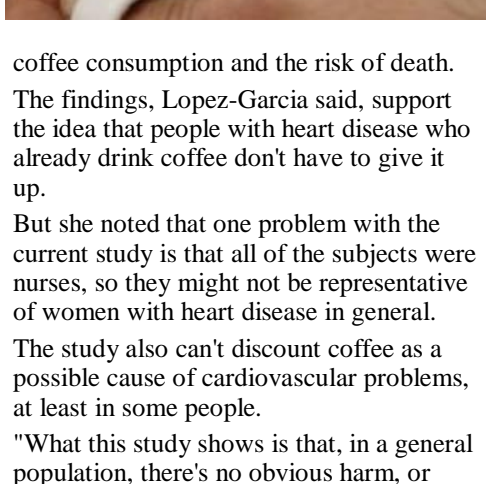 coffee consumption and the risk of death.
The findings, Lopez-Garcia said, support
the idea that people with heart disease who
already drink coffee don't have to give it
up.
But she noted that one problem with the
current study is that all of the subjects were
nurses, so they might not be representative
of women with heart disease in general.
The study also can't discount coffee as a
possible cause of cardiovascular problems,
at least in some people.
"What this study shows is that, in a general
population, there's no obvious harm, or